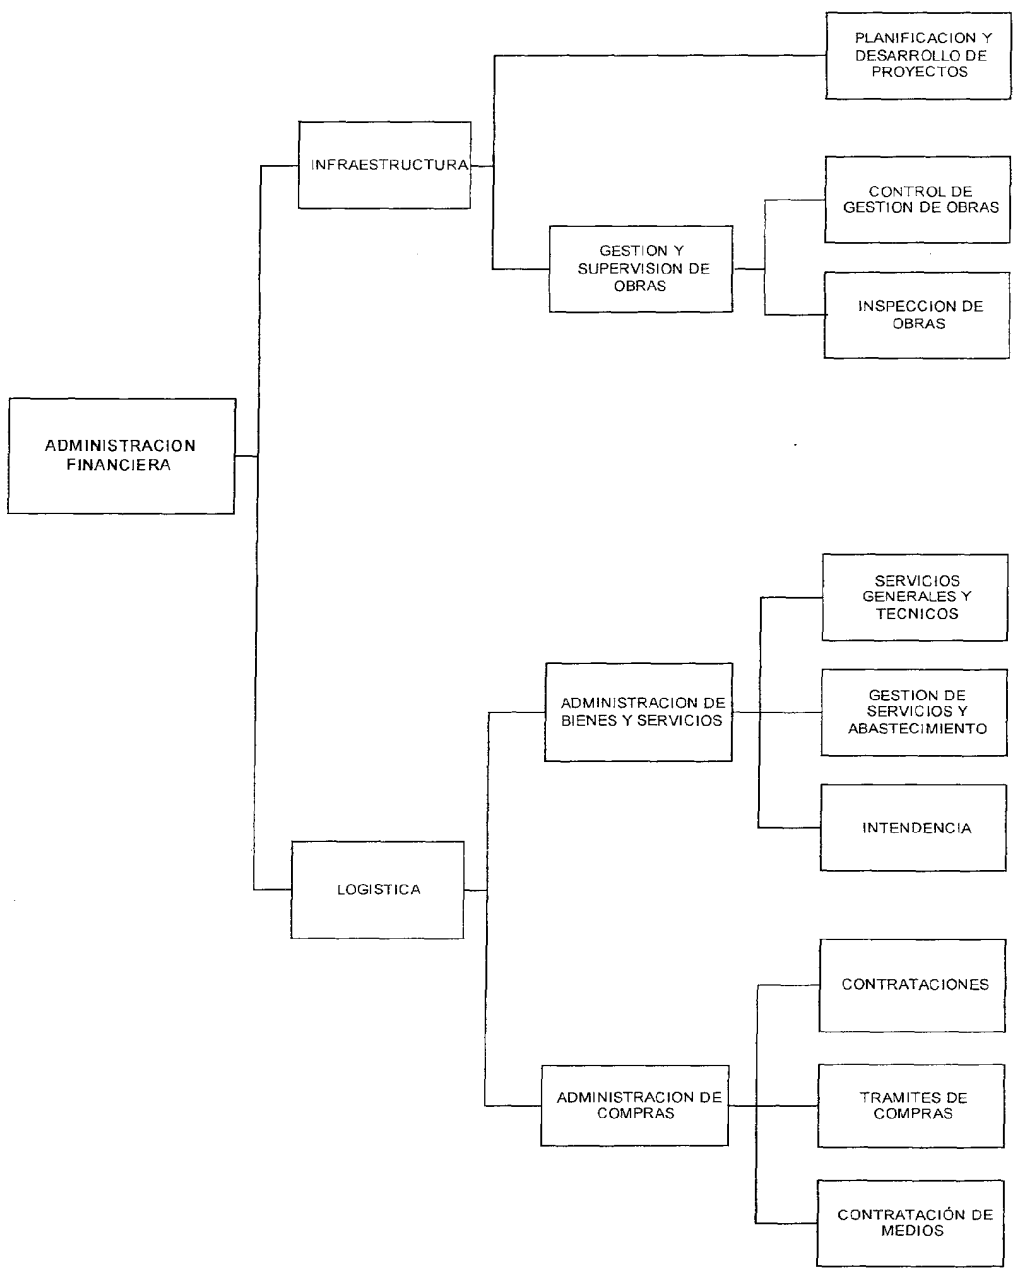 PLANIFICACION Y
DESARROLLO DE
PROYECTOS
INFRAESTRUCTURA
CONTROL DE
GESTION DE OBRAS
GESTION Y
SUPERVISION DE
OBRAS
INSPECCION DE
OBRAS
ADMINISTRACION
FINANCIERA
SERVICIOS
GENERALES Y
TECNICOS
ADMINISTRACION DE
BIENES Y SERVICIOS
GESTION DE
SERVICIOS Y
ABASTECIMIENTO
INTENDENCIA
LOGISTICA
CONTRATACIONES
ADMINISTRACION DE
COMPRAS
TRAMITES DE
COMPRAS
CONTRATACIÓN DE
MEDIOS